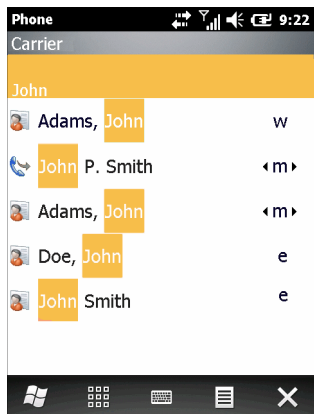 Phone 9:22
Carrier
John
Adams, John w
John P. Smith m
Adams, John m
Doe, John e
John Smith e